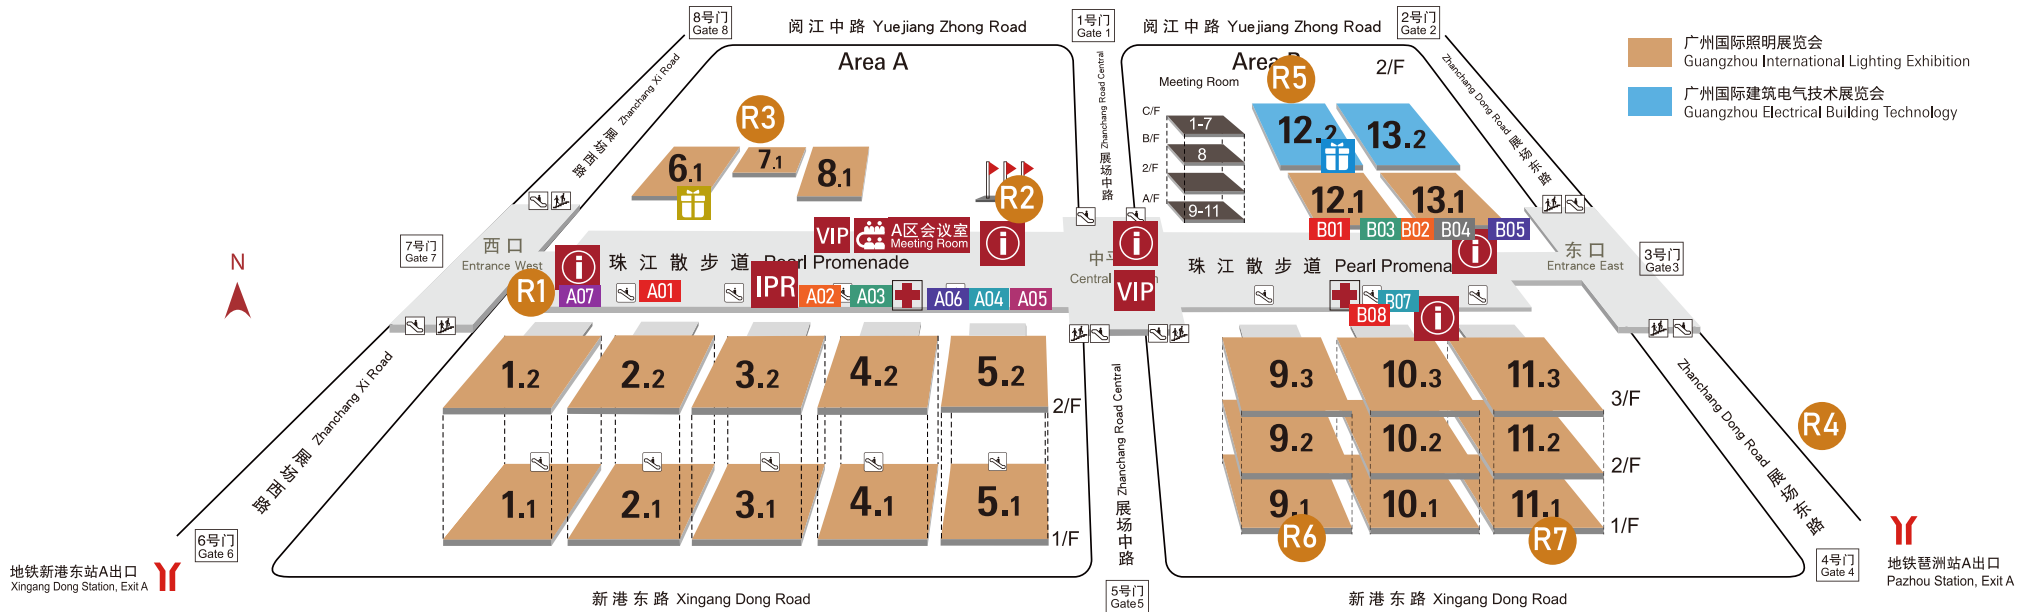 8号门
Gate 8
阅江中路 Yuejiang Zhong Road
1号门
Gate 1
阅江中路 Yuejiang Zhong Road
2号门
Gate 2
Area A
2/F
广州国际照明展览会
Guangzhou International Lighting Exhibition
广州国际建筑电气技术展览会
Guangzhou Electrical Building Technology
展场西路 Zhanchang Xi Road
Zhanchang Road Central 展场中路
Zhanchang Dong Road 展场东路
Meeting Room
C/F
B/F
2/F
A/F
1-7
8
9-11
R5
12.2
13.2
12.1
13.1
R3
6.1
7.1
8.1
R2
B01
B03
B02
B04
B05
VIP
A区会议室
Meeting Room
7号门
Gate 7
西口
Entrance West
珠江散步道 Pearl Promenade
Central
VIP
珠江散步道
东口
Entrance East
3号门
Gate3
N
R1
A07
A01
IPR
A02
A03
A06
A04
A05
B07
B08
1.2
2.2
3.2
4.2
5.2
2/F
9.3
10.3
11.3
3/F
9.2
10.2
11.2
2/F
R4
1.1
2.1
3.1
4.1
5.1
1/F
9.1
10.1
11.1
1/F
R6
R7
展场西路 Zhanchang Xi Road
Zhanchang Road Central 展场中路
Zhanchang Dong Road 展场东路
6号门
Gate 6
地铁新港东站A出口
Xingang Dong Station, Exit A
新港东路 Xingang Dong Road
5号门
Gate5
新港东路 Xingang Dong Road
4号门
Gate 4
地铁琶洲站A出口
Pazhou Station, Exit A